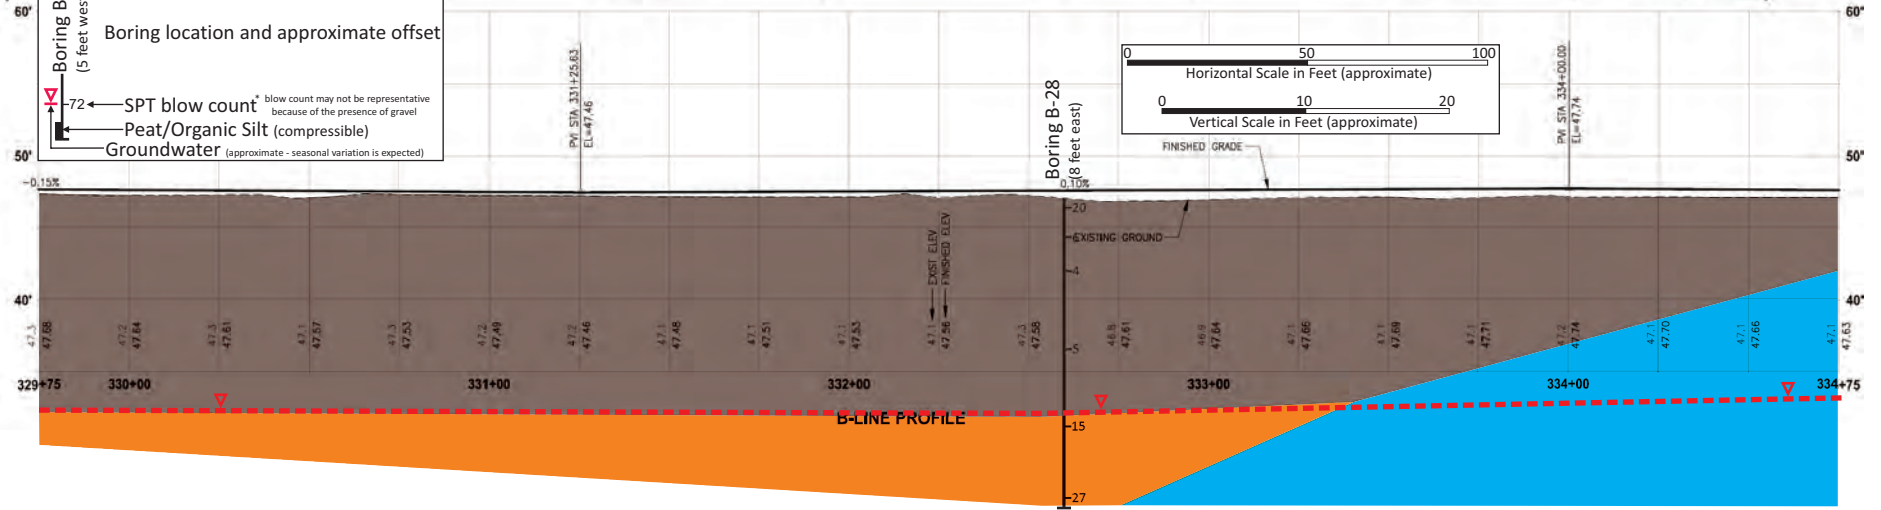 60'
60'
Boring B
(5 feet west
Boring location and approximate offset
72
SPT blow count* blow count may not be representative
because of the presence of gravel
Peat/Organic Silt (compressible)
Groundwater (approximate - seasonal variation is expected)
PVI STA 331+25.63
EL=47.46
Boring B-28
(8 feet east)
0 50 100
Horizontal Scale in Feet (approximate)
0 10 20
Vertical Scale in Feet (approximate)
PVI STA 334+00.00
EL=47.74
50'
50'
FINISHED GRADE
-0.15%
0.10%
20
6
EXISTING GROUND
4
EXIST ELEV
FINISHED ELEV
40'
40'
47.3
47.68
47.2
47.64
47.3
47.61
47.1
47.57
47.3
47.53
47.2
47.49
47.2
47.46
47.1
47.48
47.1
47.51
47.1
47.53
47.1
47.56
47.3
47.58
46.8
47.61
46.9
47.64
47.1
47.66
47.1
47.69
47.1
47.71
47.2
47.74
47.1
47.70
47.1
47.66
47.1
47.63
5
329+75 330+00 331+00 332+00 333+00 334+00 334+75
B-LINE PROFILE
15
27